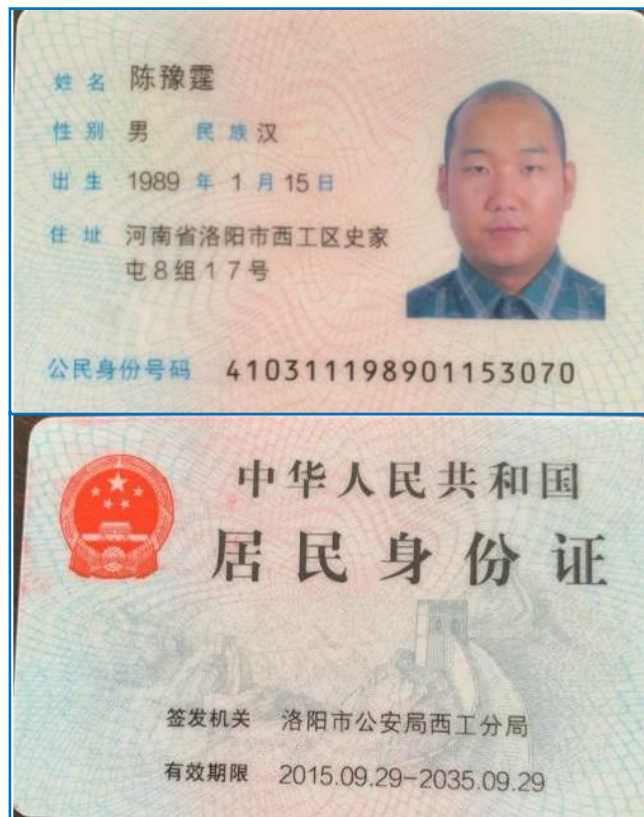 姓名 陈豫霆
性别 男 民族 汉
出生 1989 年 1 月 15 日
住址 河南省洛阳市西工区史家
屯8组17号
公民身份号码 410311198901153070
中华人民共和国
居民身份证
签发机关 洛阳市公安局西工分局
有效期限 2015.09.29-2035.09.29